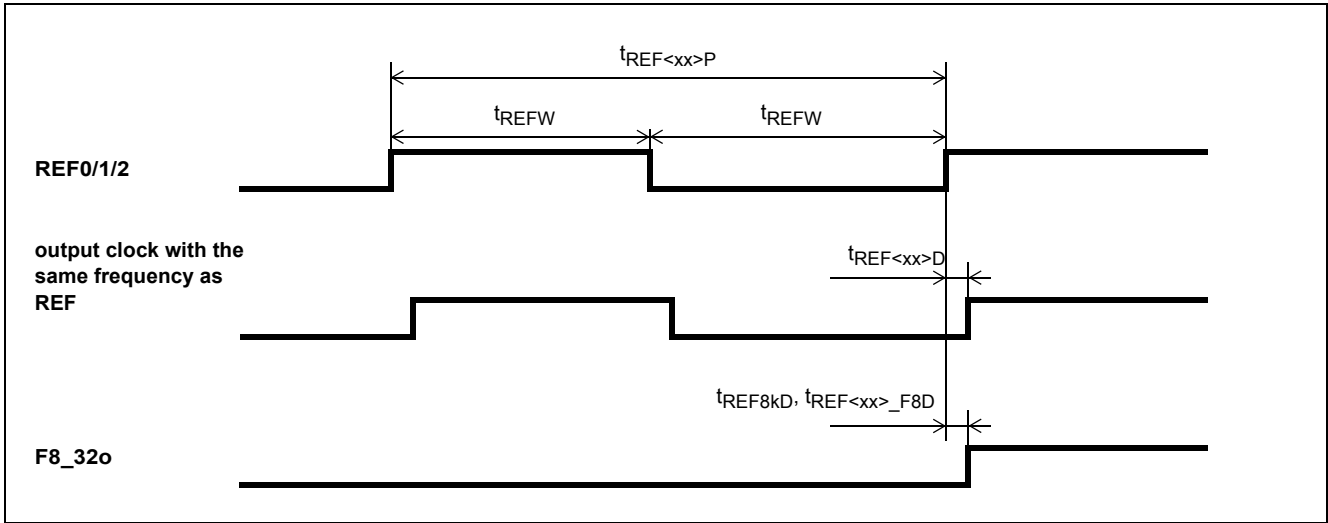 tREF<xx>P
tREFW tREFW
REF0/1/2
output clock with the
same frequency as
REF
tREF<xx>D
tREF8kD, tREF<xx>_F8D
F8_32o